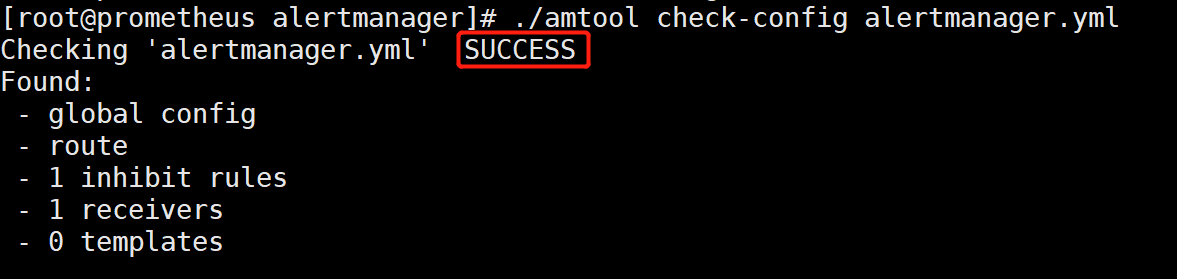 [root@prometheus alertmanager]# ./amtool check-config alertmanager.yml
Checking 'alertmanager.yml'  SUCCESS
Found:
 - global config
 - route
 - 1 inhibit rules
 - 1 receivers
 - 0 templates